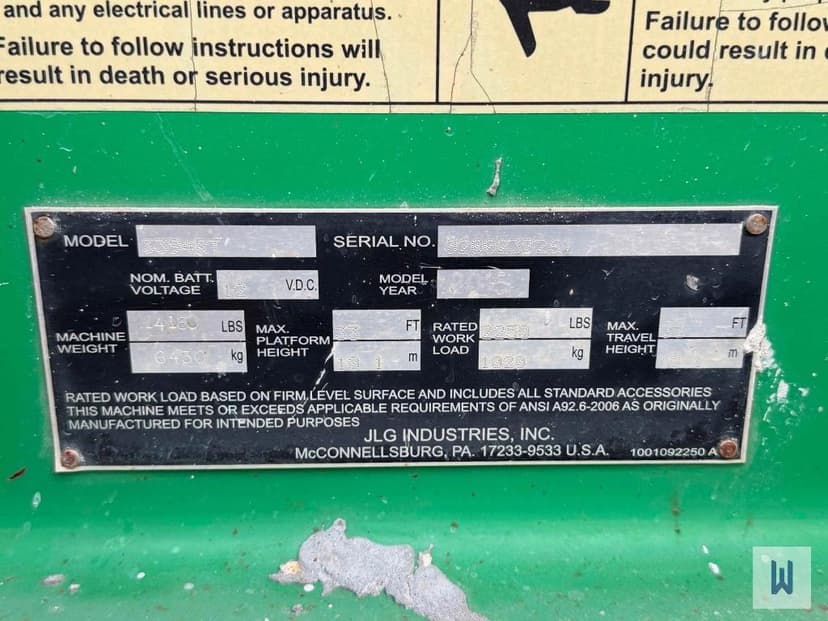 and any electrical lines or apparatus.
Failure to follow instructions will
result in death or serious injury.
Failure to follow
could result in
injury.
MODEL
SERIAL NO.
NOM. BATT. VOLTAGE 12 V.D.C.
MODEL YEAR
MACHINE WEIGHT LBS
6430 kg
MAX. PLATFORM HEIGHT FT
m
RATED WORK LOAD LBS
kg
MAX. TRAVEL HEIGHT FT
m
RATED WORK LOAD BASED ON FIRM LEVEL SURFACE AND INCLUDES ALL STANDARD ACCESSORIES
THIS MACHINE MEETS OR EXCEEDS APPLICABLE REQUIREMENTS OF ANSI A92.6-2006 AS ORIGINALLY
MANUFACTURED FOR INTENDED PURPOSES
JLG INDUSTRIES, INC.
McCONNELLSBURG, PA. 17233-9533 U.S.A.
1001092250 A
W